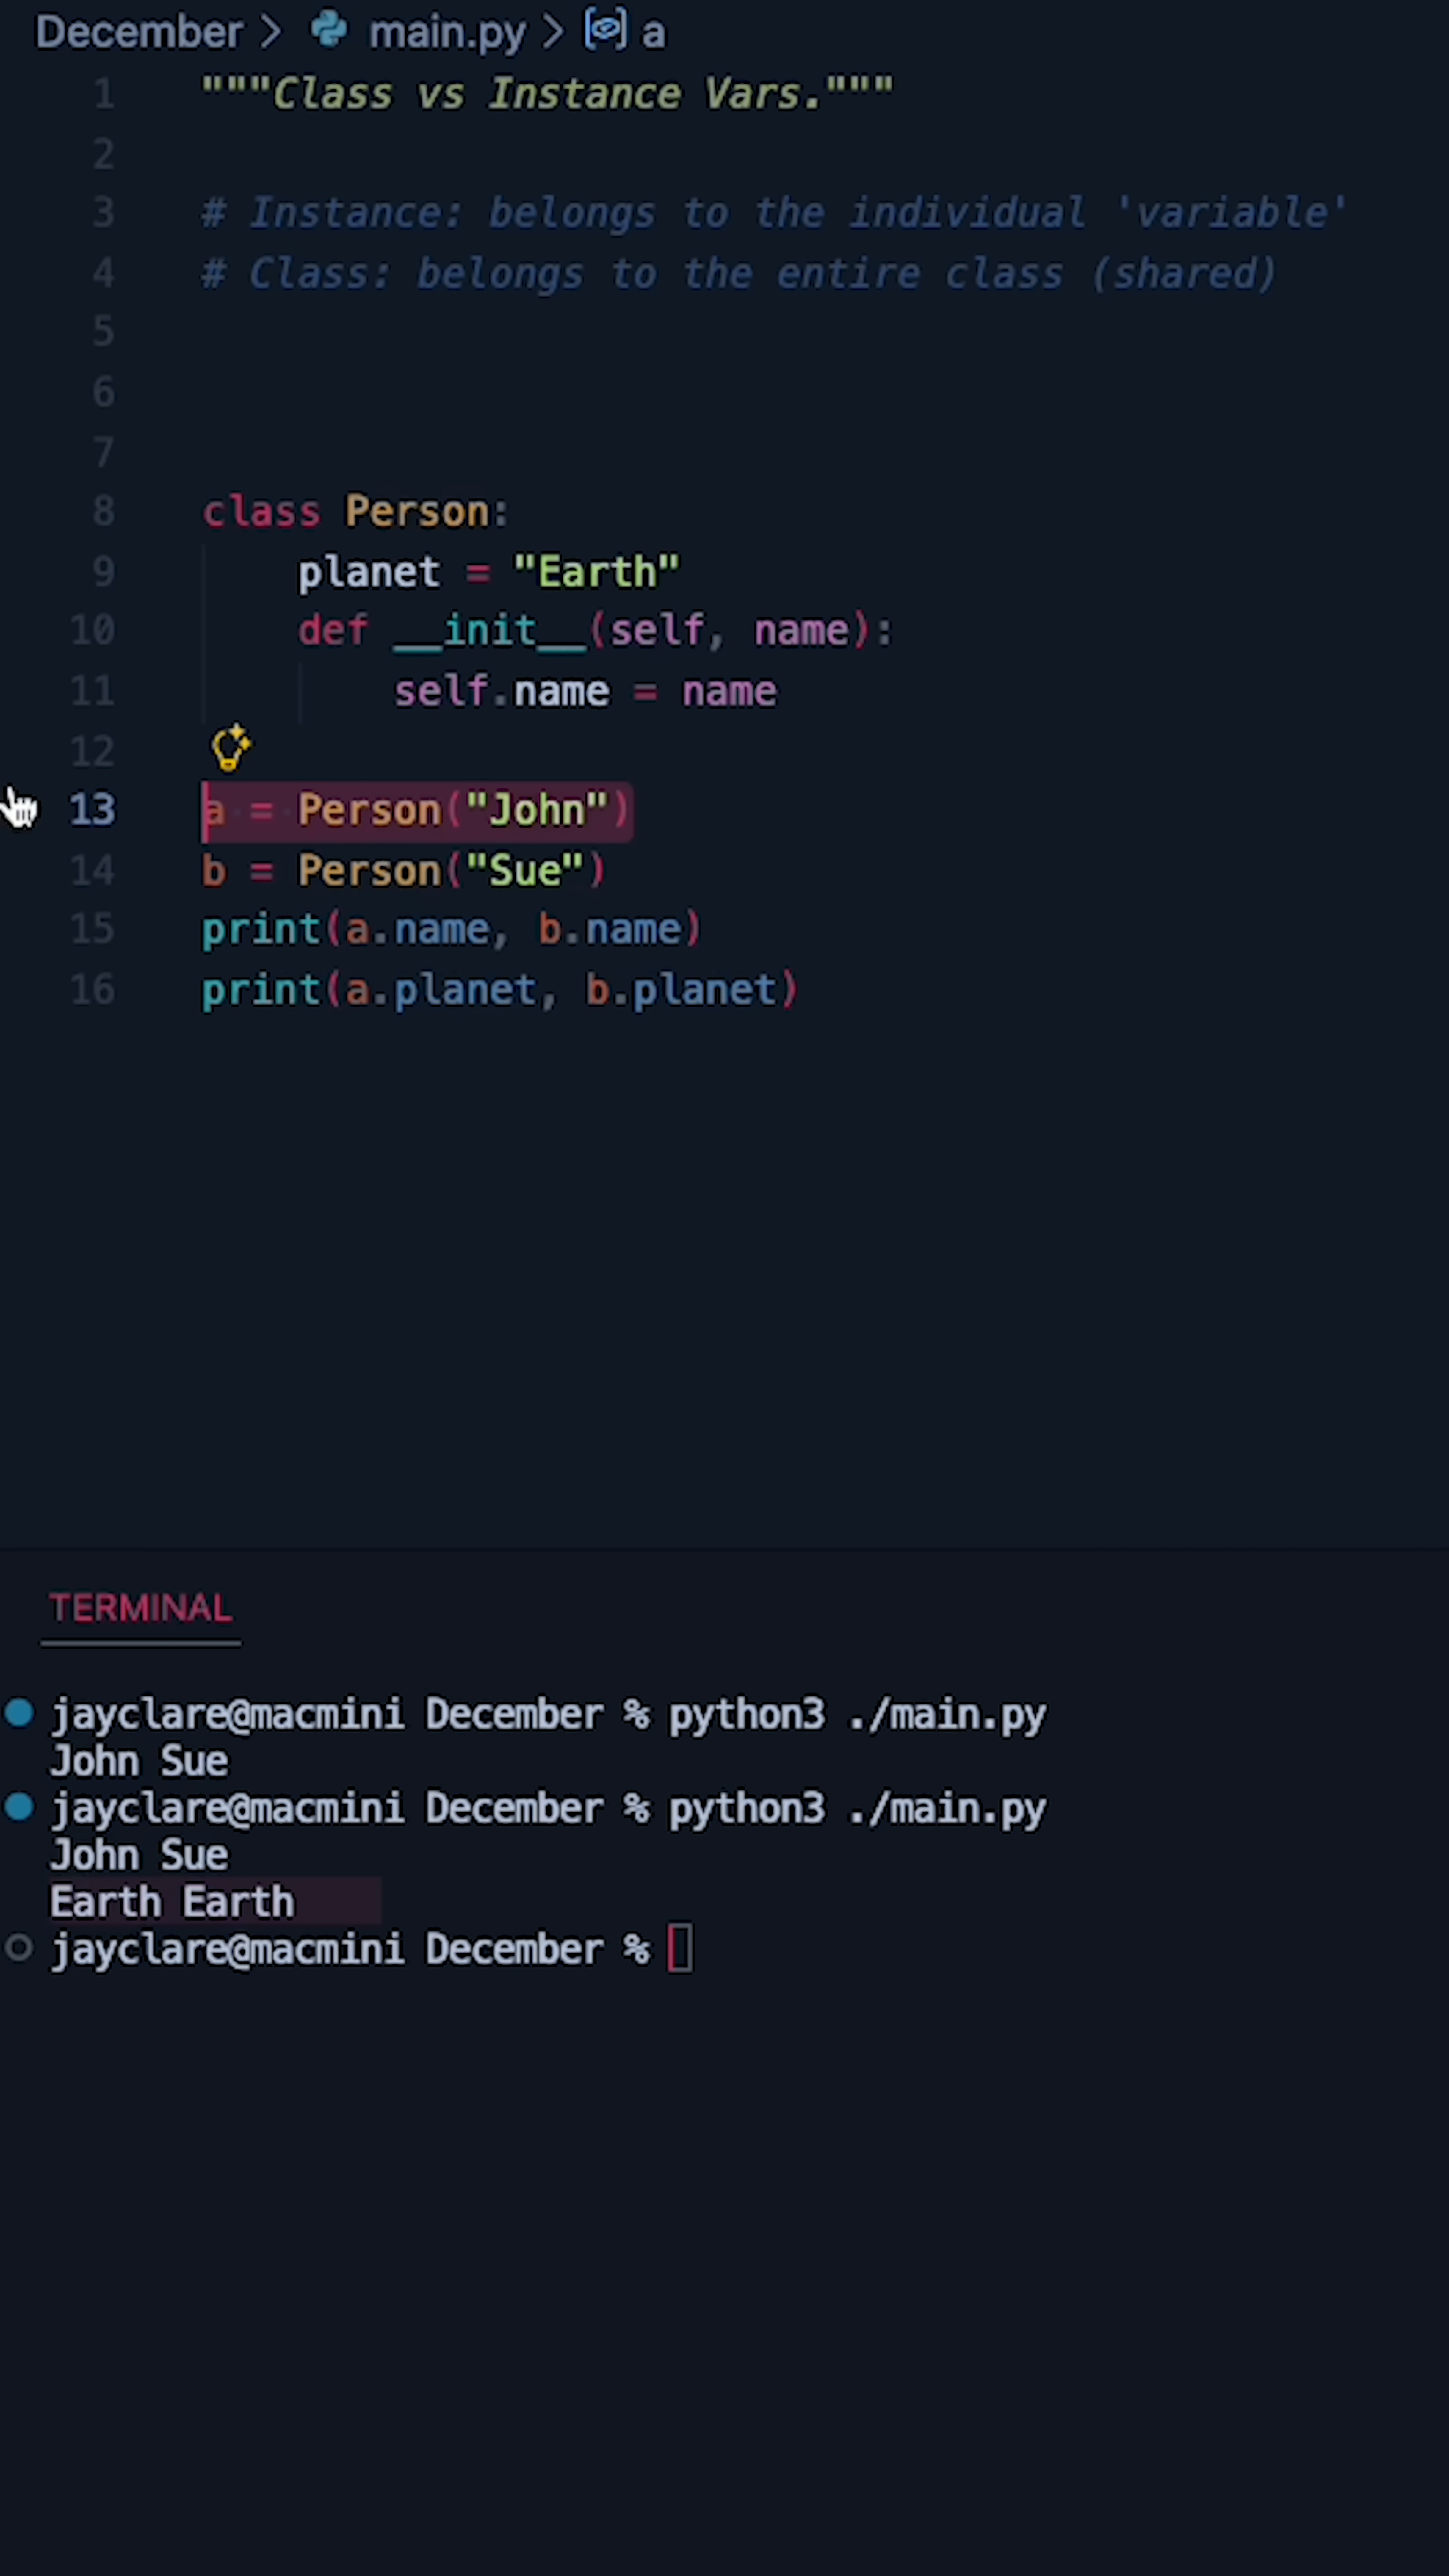 December > main.py > a
1 """Class vs Instance Vars."""
2
3 # Instance: belongs to the individual 'variable'
4 # Class: belongs to the entire class (shared)
5
6
7
8 class Person:
9     planet = "Earth"
10     def __init__(self, name):
11         self.name = name
12
13 a = Person("John")
14 b = Person("Sue")
15 print(a.name, b.name)
16 print(a.planet, b.planet)
TERMINAL
jayclare@macmini December % python3 ./main.py
John Sue
jayclare@macmini December % python3 ./main.py
John Sue
Earth Earth
jayclare@macmini December %